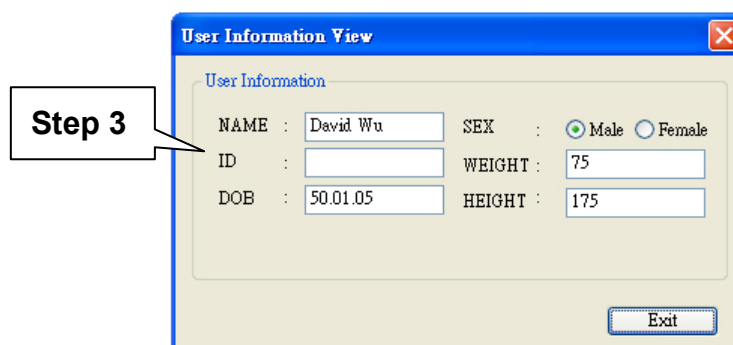 User Information View
User Information
Step 3
NAME : David Wu SEX : Male Female
ID : WEIGHT : 75
DOB : 50.01.05 HEIGHT : 175
Exit